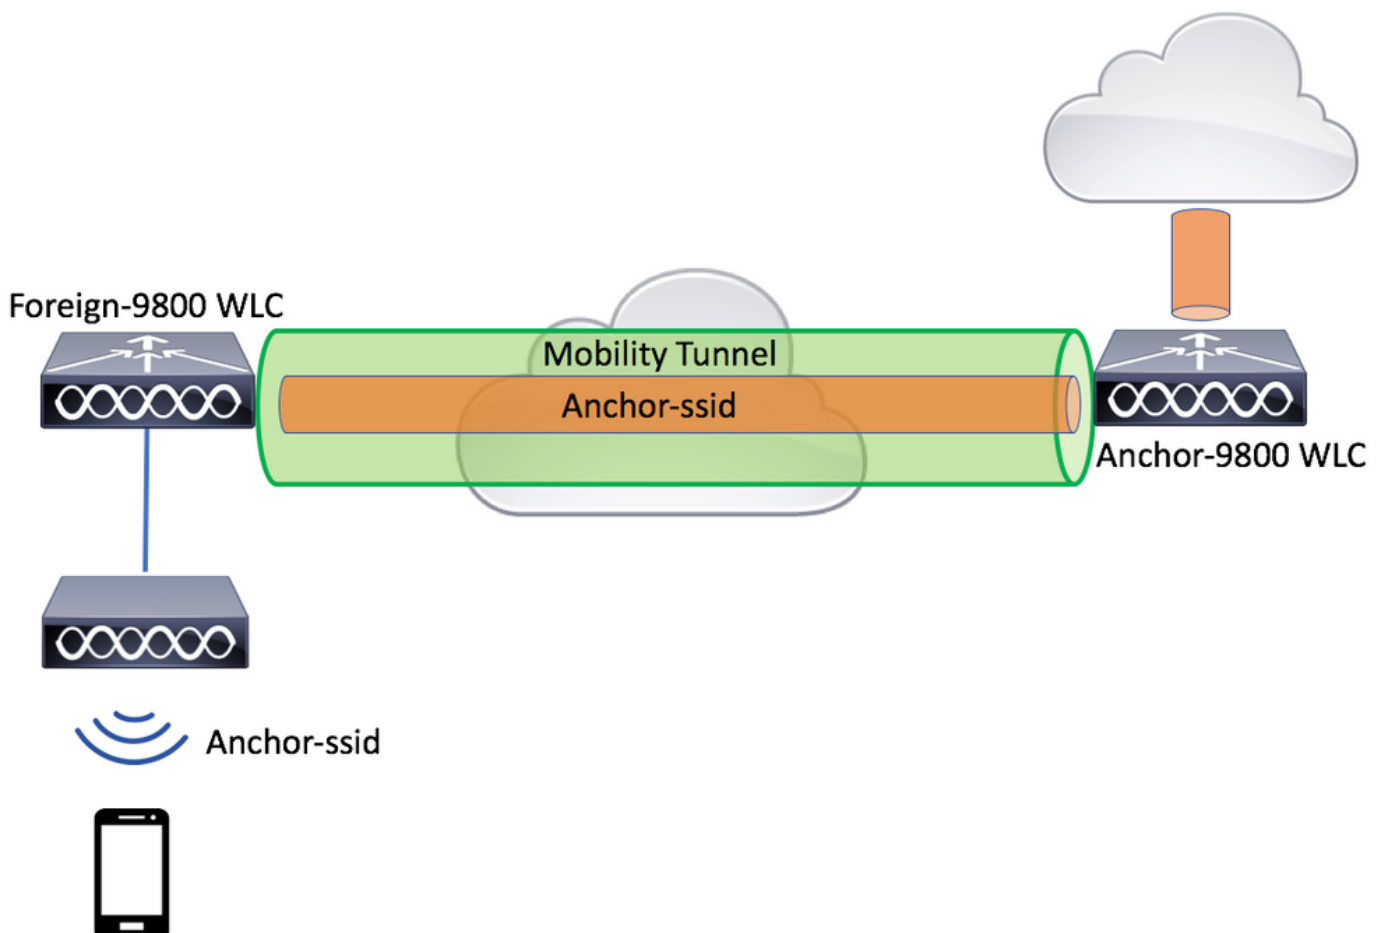 Foreign-9800 WLC
Mobility Tunnel
Anchor-ssid
Anchor-9800 WLC
Anchor-ssid